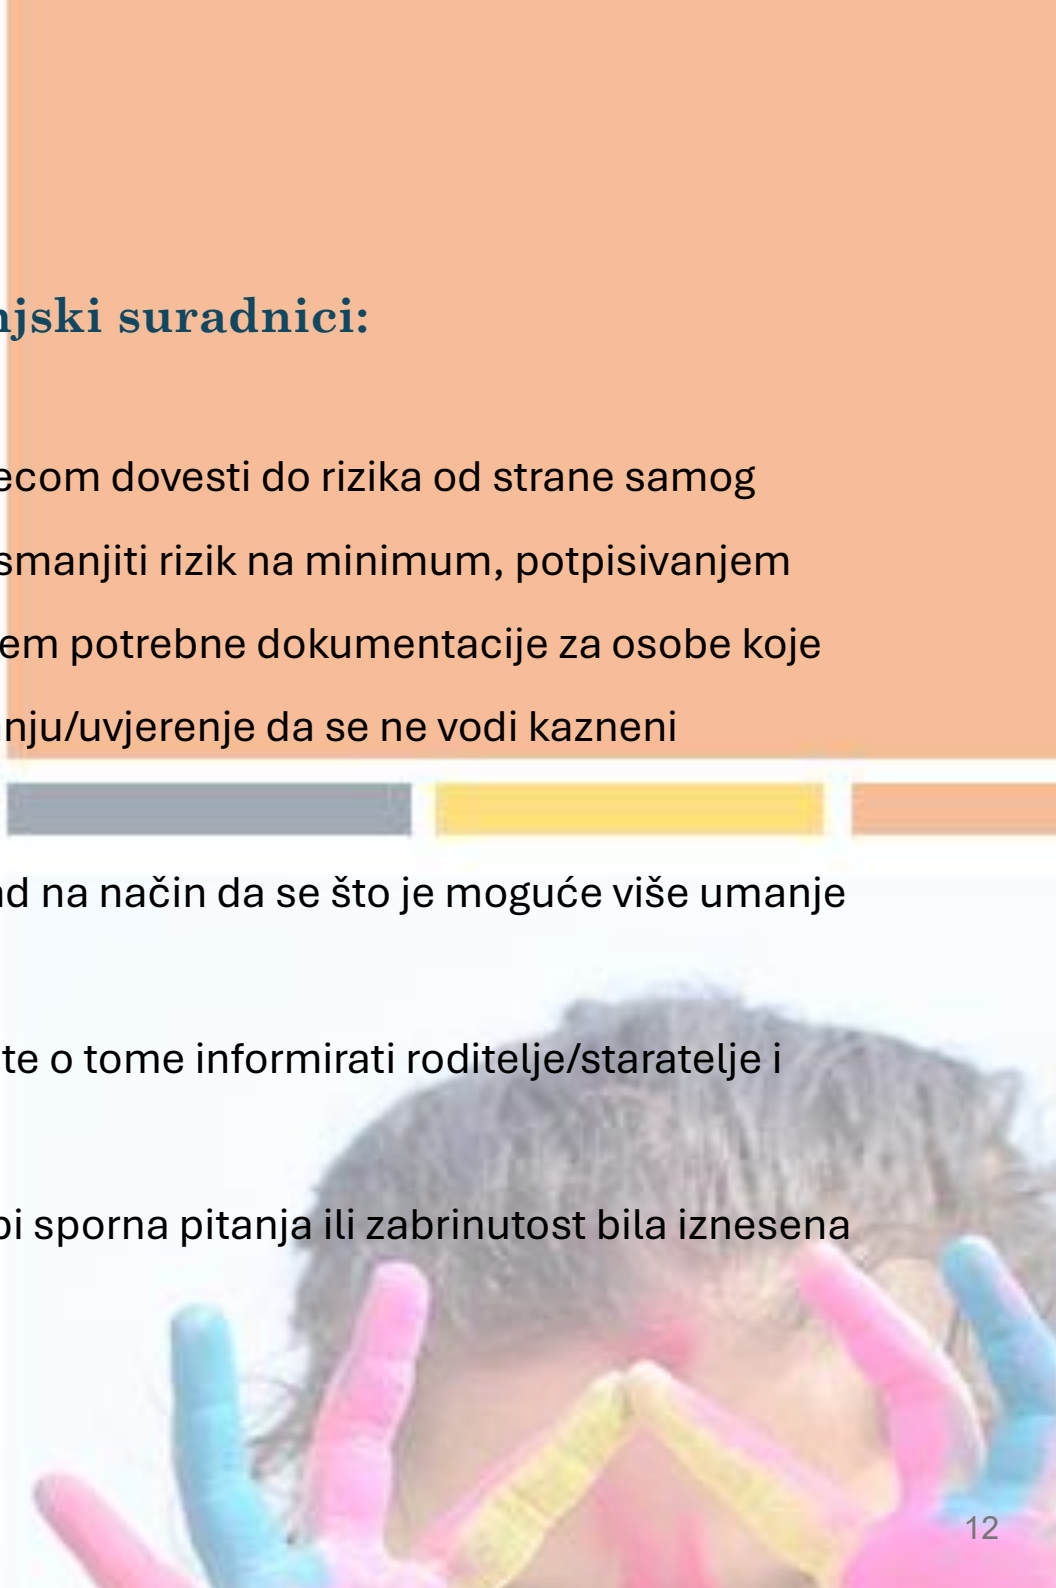 njski suradnici:
ecom dovesti do rizika od strane samog
smanjiti rizik na minimum, potpisivanjem
em potrebne dokumentacije za osobe koje
nju/uvjerenje da se ne vodi kazneni
ad na način da se što je moguće više umanje
te o tome informirati roditelje/staratelje i
bi sporna pitanja ili zabrinutost bila iznesena
12